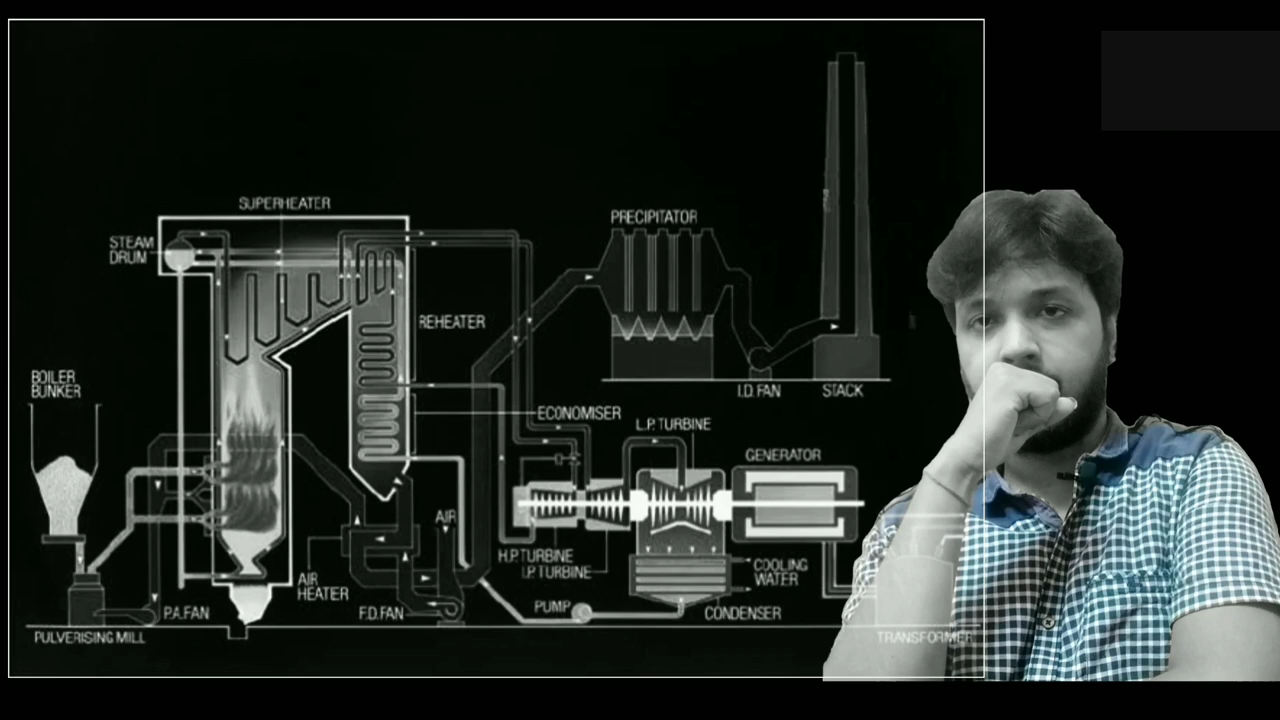 SUPERHEATER
STEAM
DRUM
PRECIPITATOR
REHEATER
BOILER
BUNKER
I.D. FAN
STACK
ECONOMISER
L.P. TURBINE
GENERATOR
AIR
H.P. TURBINE
I.P. TURBINE
COOLING
WATER
AIR
HEATER
P.A. FAN
F.D. FAN
PUMP
CONDENSER
PULVERISING MILL
TRANSFORMER